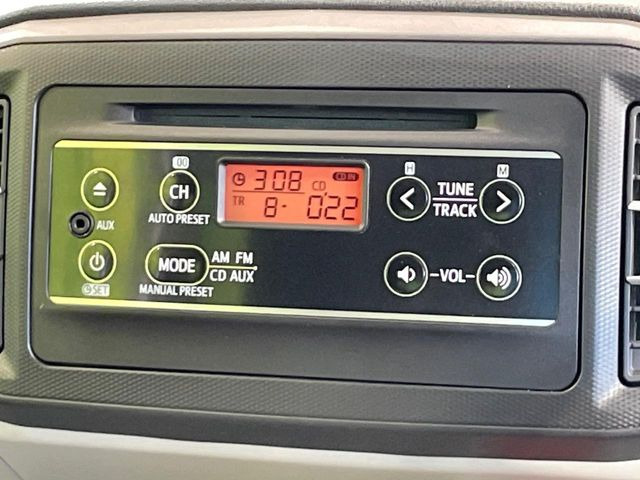 00
CH
AUTO PRESET
308
CD IN
CD
TR 8- 022
H
M
TUNE
TRACK
AUX
MODE
AM FM
CD AUX
MANUAL PRESET
VOL
SET